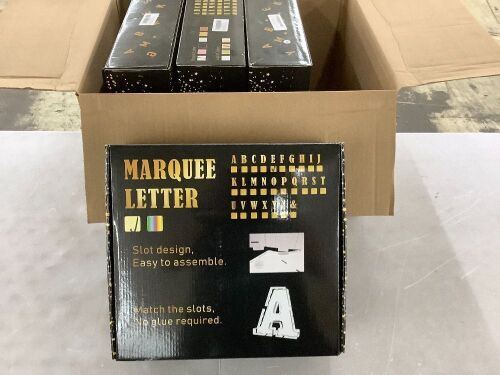 MARQUEE
LETTER
A B C D E F G H I J
K L M N O P Q R S T
U V W X Y Z &
Slot design,
Easy to assemble.
Match the slots,
No glue required.
A